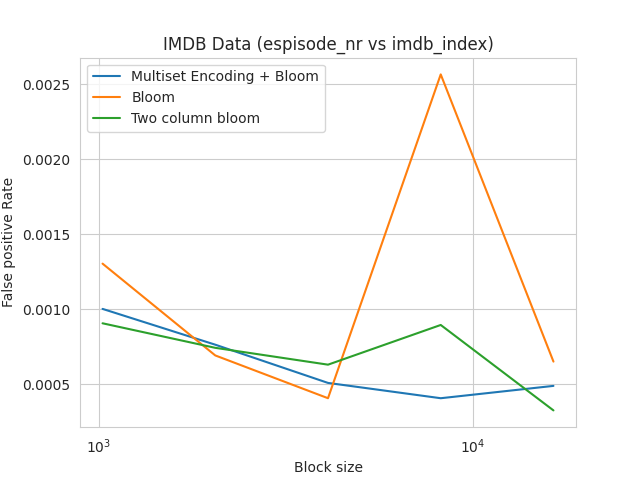 IMDB Data (espisode_nr vs imdb_index)
Multiset Encoding + Bloom
Bloom
Two column bloom
False positive Rate
0.0025
0.0020
0.0015
0.0010
0.0005
10³
10⁴
Block size